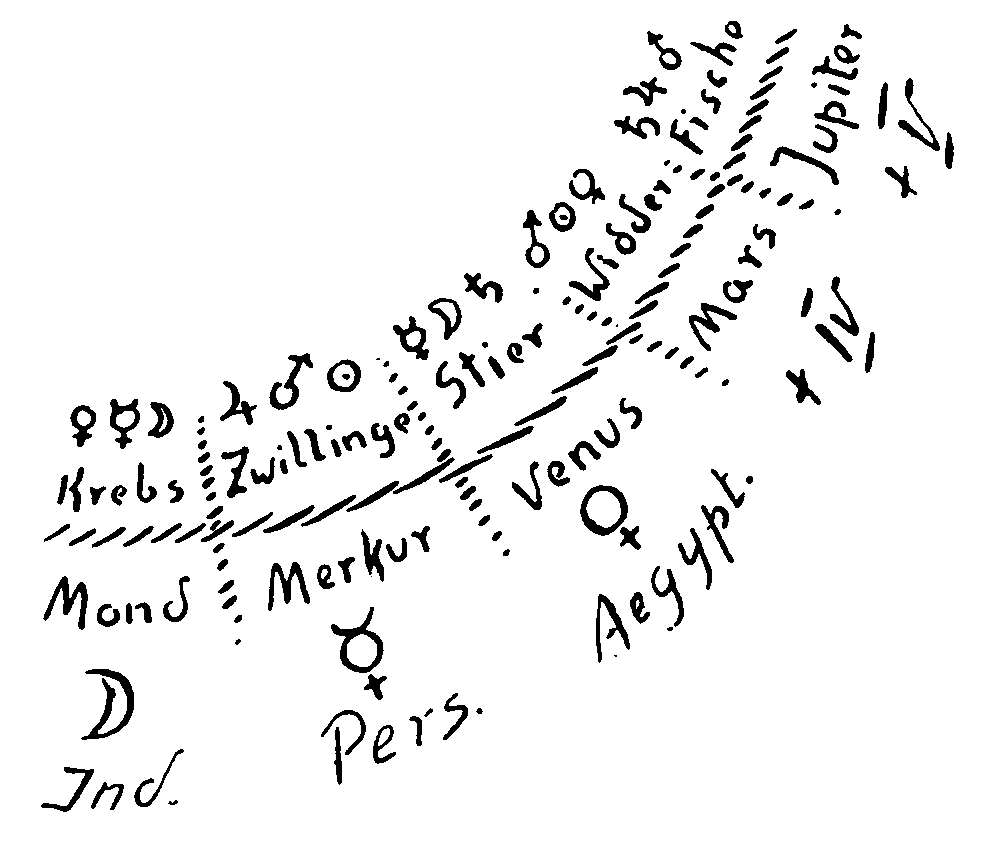 ♀ ☿ ☽
Krebs
♃ ♂ ☉
Zwillinge
☿ ☽ ♄
Stier
♂ ☉ ♀
Widder
♄ ♃ ♂
Fische
Mond
☽
Ind.
Merkur
☿
Pers.
Venus
♀
Aegypt.
Mars
× IV
Jupiter
× V